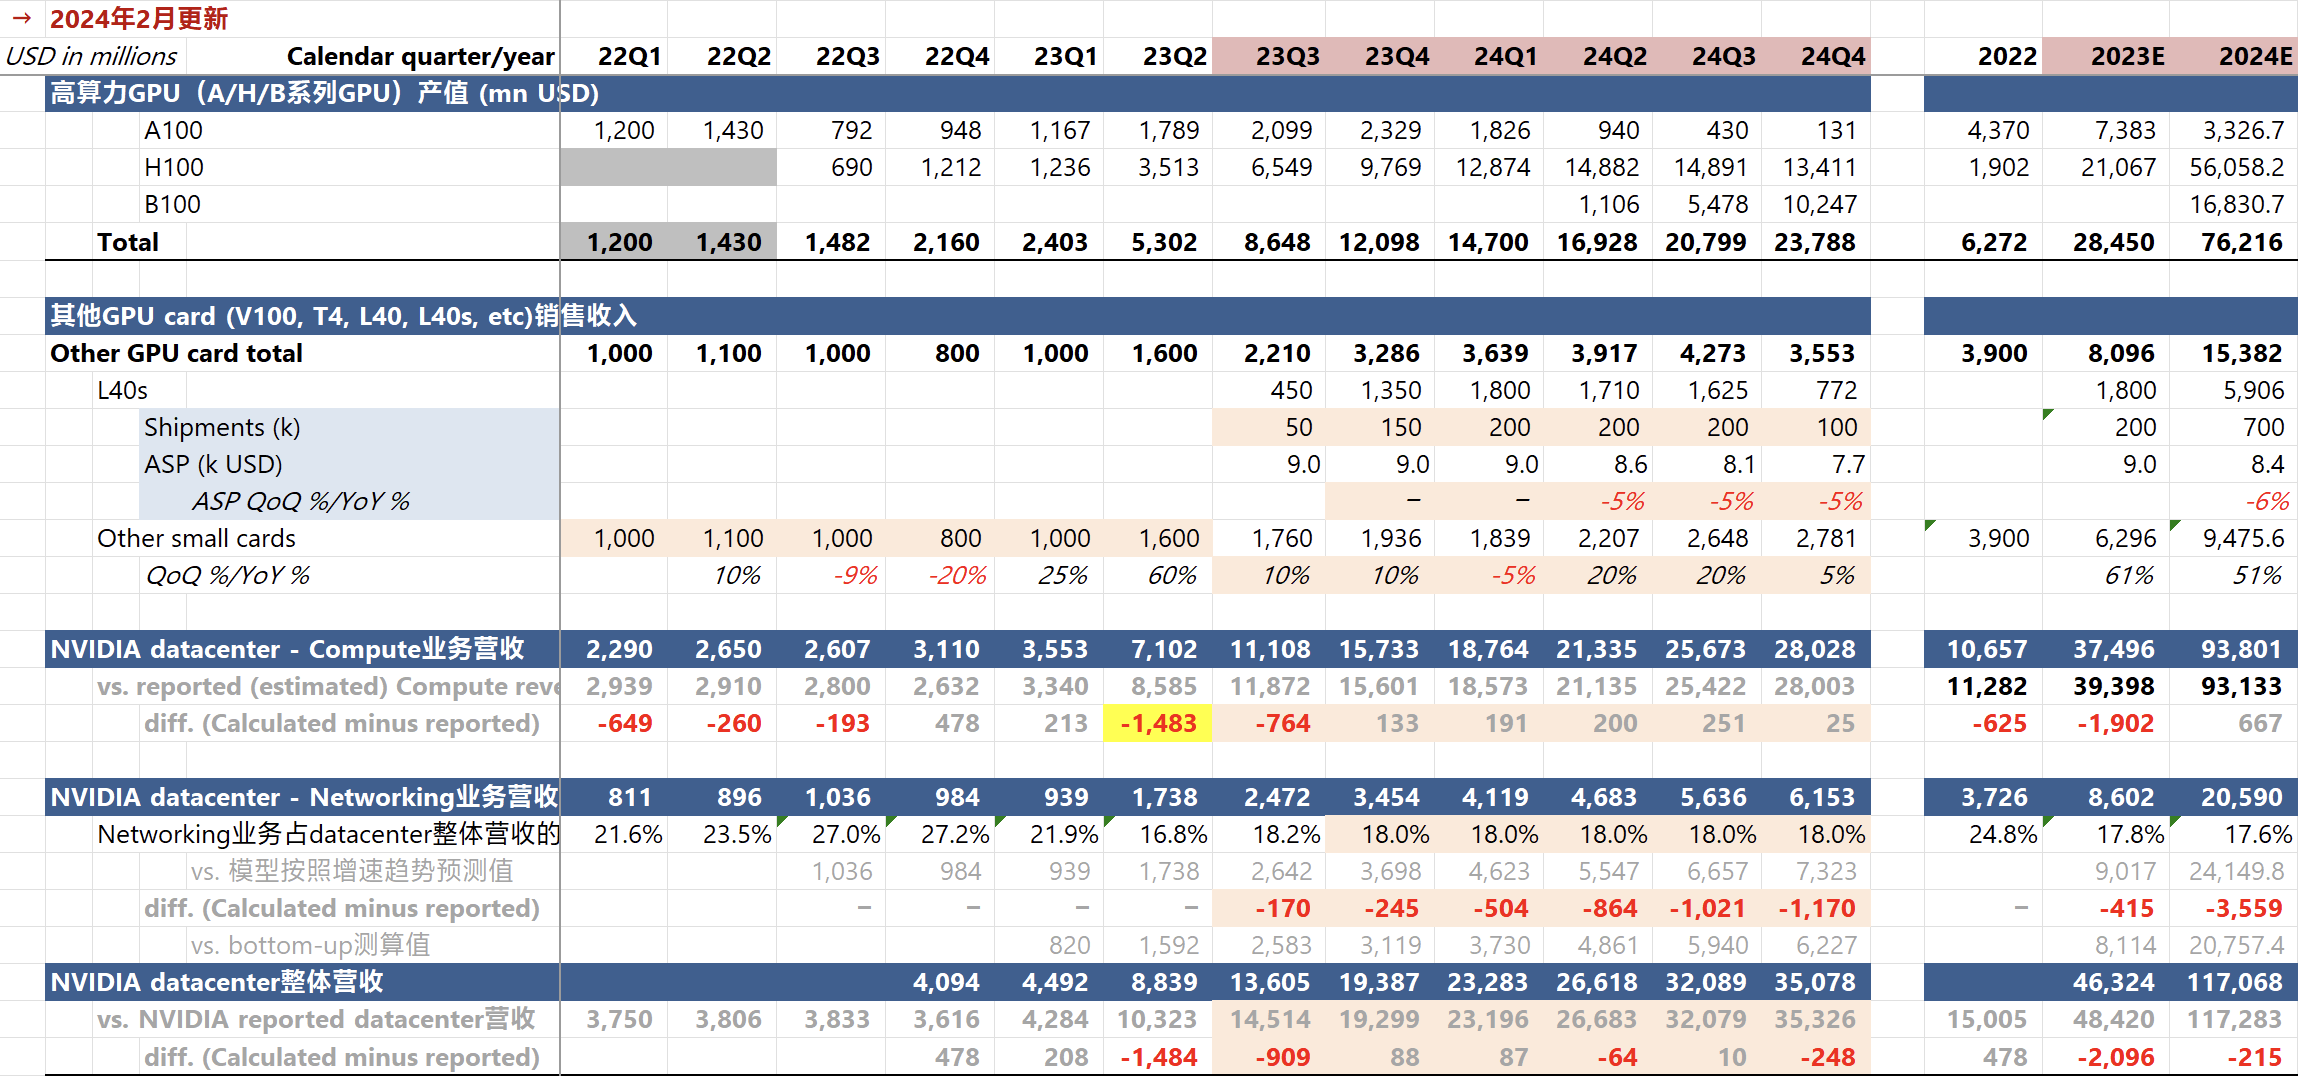 → 2024年2月更新
USD in millions Calendar quarter/year 22Q1 22Q2 22Q3 22Q4 23Q1 23Q2 23Q3 23Q4 24Q1 24Q2 24Q3 24Q4 2022 2023E 2024E
高算力GPU（A/H/B系列GPU）产值 (mn USD)
A100 1,200 1,430 792 948 1,167 1,789 2,099 2,329 1,826 940 430 131 4,370 7,383 3,326.7
H100 690 1,212 1,236 3,513 6,549 9,769 12,874 14,882 14,891 13,411 1,902 21,067 56,058.2
B100 1,106 5,478 10,247 16,830.7
Total 1,200 1,430 1,482 2,160 2,403 5,302 8,648 12,098 14,700 16,928 20,799 23,788 6,272 28,450 76,216
其他GPU card (V100, T4, L40, L40s, etc)销售收入
Other GPU card total 1,000 1,100 1,000 800 1,000 1,600 2,210 3,286 3,639 3,917 4,273 3,553 3,900 8,096 15,382
L40s 450 1,350 1,800 1,710 1,625 772 1,800 5,906
Shipments (k) 50 150 200 200 200 100 200 700
ASP (k USD) 9.0 9.0 9.0 8.6 8.1 7.7 9.0 8.4
ASP QoQ %/YoY % – – -5% -5% -5% -6%
Other small cards 1,000 1,100 1,000 800 1,000 1,600 1,760 1,936 1,839 2,207 2,648 2,781 3,900 6,296 9,475.6
QoQ %/YoY % 10% -9% -20% 25% 60% 10% 10% -5% 20% 20% 5% 61% 51%
NVIDIA datacenter - Compute业务营收 2,290 2,650 2,607 3,110 3,553 7,102 11,108 15,733 18,764 21,335 25,673 28,028 10,657 37,496 93,801
vs. reported (estimated) Compute reve 2,939 2,910 2,800 2,632 3,340 8,585 11,872 15,601 18,573 21,135 25,422 28,003 11,282 39,398 93,133
diff. (Calculated minus reported) -649 -260 -193 478 213 -1,483 -764 133 191 200 251 25 -625 -1,902 667
NVIDIA datacenter - Networking业务营收 811 896 1,036 984 939 1,738 2,472 3,454 4,119 4,683 5,636 6,153 3,726 8,602 20,590
Networking业务占datacenter整体营收的 21.6% 23.5% 27.0% 27.2% 21.9% 16.8% 18.2% 18.0% 18.0% 18.0% 18.0% 18.0% 24.8% 17.8% 17.6%
vs. 模型按照增速趋势预测值 1,036 984 939 1,738 2,642 3,698 4,623 5,547 6,657 7,323 9,017 24,149.8
diff. (Calculated minus reported) – – – – -170 -245 -504 -864 -1,021 -1,170 – -415 -3,559
vs. bottom-up测算值 820 1,592 2,583 3,119 3,730 4,861 5,940 6,227 8,114 20,757.4
NVIDIA datacenter整体营收 4,094 4,492 8,839 13,605 19,387 23,283 26,618 32,089 35,078 46,324 117,068
vs. NVIDIA reported datacenter营收 3,750 3,806 3,833 3,616 4,284 10,323 14,514 19,299 23,196 26,683 32,079 35,326 15,005 48,420 117,283
diff. (Calculated minus reported) 478 208 -1,484 -909 88 87 -64 10 -248 478 -2,096 -215